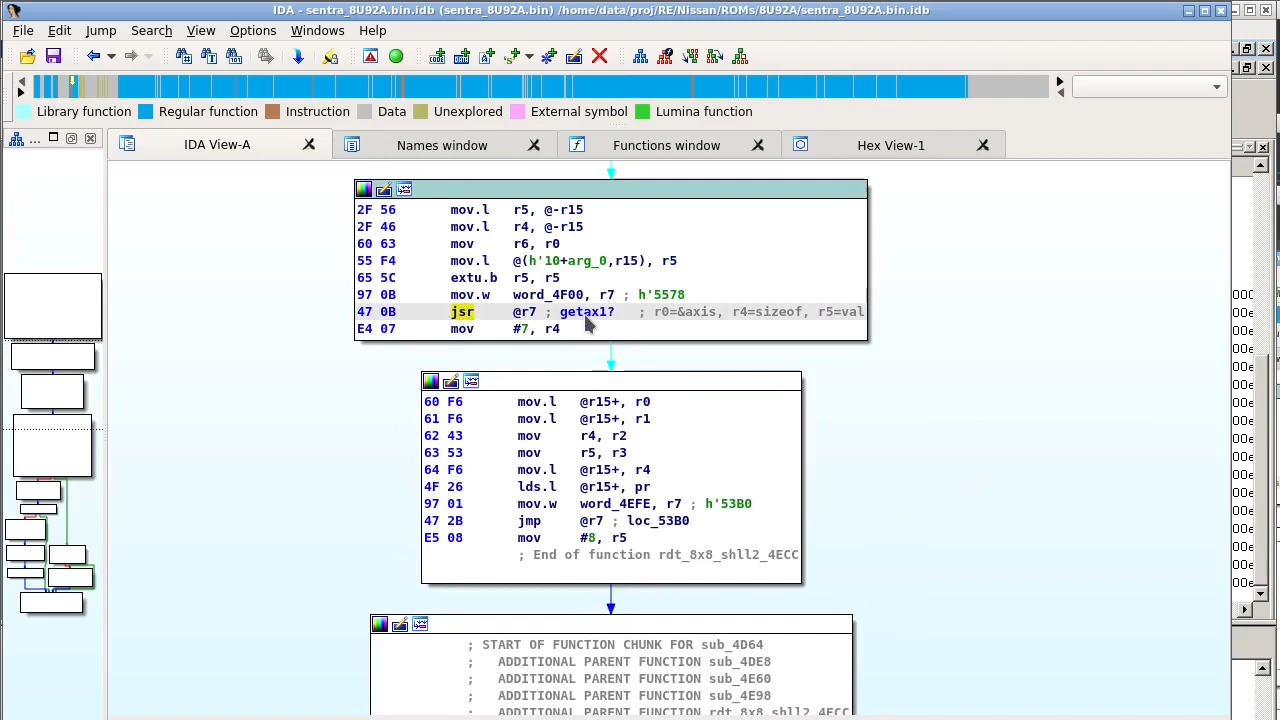 IDA - sentra_8U92A.bin.idb (sentra_8U92A.bin) /home/data/proj/RE/Nissan/ROMs/8U92A/sentra_8U92A.bin.idb
File Edit Jump Search View Options Windows Help
Library function Regular function Instruction Data Unexplored External symbol Lumina function
... IDA View-A Names window Functions window Hex View-1
2F 56 mov.l r5, @-r15
2F 46 mov.l r4, @-r15
60 63 mov r6, r0
55 F4 mov.l @(h'10+arg_0,r15), r5
65 5C extu.b r5, r5
97 0B mov.w word_4F00, r7 ; h'5578
47 0B jsr @r7 ; getax1? ; r0=&axis, r4=sizeof, r5=val
E4 07 mov #7, r4
60 F6 mov.l @r15+, r0
61 F6 mov.l @r15+, r1
62 43 mov r4, r2
63 53 mov r5, r3
64 F6 mov.l @r15+, r4
4F 26 lds.l @r15+, pr
97 01 mov.w word_4EFE, r7 ; h'53B0
47 2B jmp @r7 ; loc_53B0
E5 08 mov #8, r5
; End of function rdt_8x8_shll2_4ECC
; START OF FUNCTION CHUNK FOR sub_4D64
; ADDITIONAL PARENT FUNCTION sub_4DE8
; ADDITIONAL PARENT FUNCTION sub_4E60
; ADDITIONAL PARENT FUNCTION sub_4E98
; ADDITIONAL PARENT FUNCTION rdt_8x8_shll2_4ECC